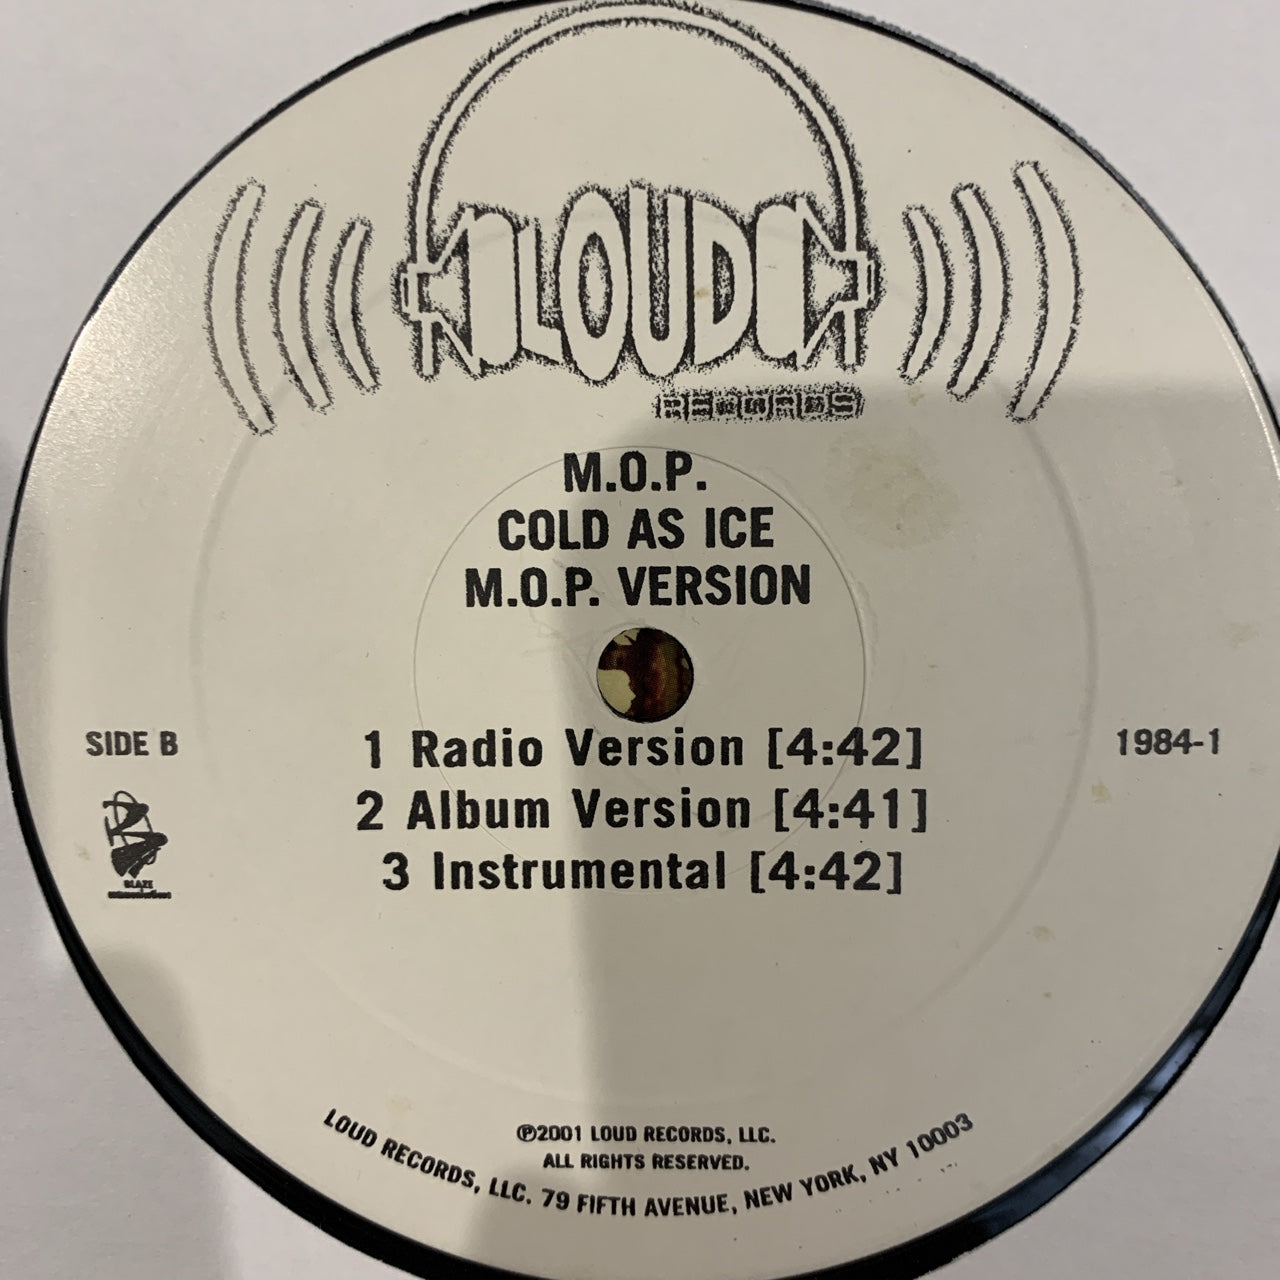 LOUD
RECORDS
M.O.P.
COLD AS ICE
M.O.P. VERSION
SIDE B
1 Radio Version [4:42]
1984-1
2 Album Version [4:41]
3 Instrumental [4:42]
BLAZE
℗2001 LOUD RECORDS, LLC.
ALL RIGHTS RESERVED.
LOUD RECORDS, LLC. 79 FIFTH AVENUE, NEW YORK, NY 10003